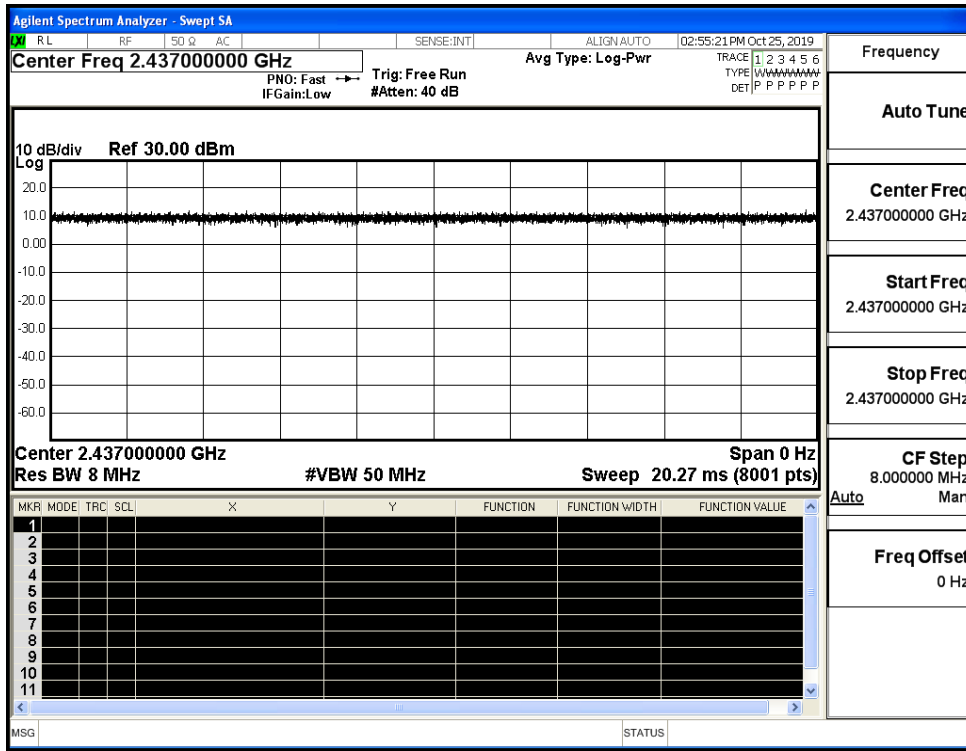 Agilent Spectrum Analyzer - Swept SA
LXI RL RF 50 Ω AC SENSE:INT ALIGN AUTO 02:55:21 PM Oct 25, 2019
Center Freq 2.437000000 GHz
PNO: Fast
IFGain:Low
Trig: Free Run
#Atten: 40 dB
Avg Type: Log-Pwr
TRACE 1 2 3 4 5 6
TYPE
DET P P P P P P
10 dB/div Ref 30.00 dBm
Log
20.0
10.0
0.00
-10.0
-20.0
-30.0
-40.0
-50.0
-60.0
Center 2.437000000 GHz Span 0 Hz
Res BW 8 MHz #VBW 50 MHz Sweep 20.27 ms (8001 pts)
MKR MODE TRC SCL X Y FUNCTION FUNCTION WIDTH FUNCTION VALUE
1
2
3
4
5
6
7
8
9
10
11
MSG STATUS
Frequency
Auto Tune
Center Freq
2.437000000 GHz
Start Freq
2.437000000 GHz
Stop Freq
2.437000000 GHz
CF Step
8.000000 MHz
Auto Man
Freq Offset
0 Hz